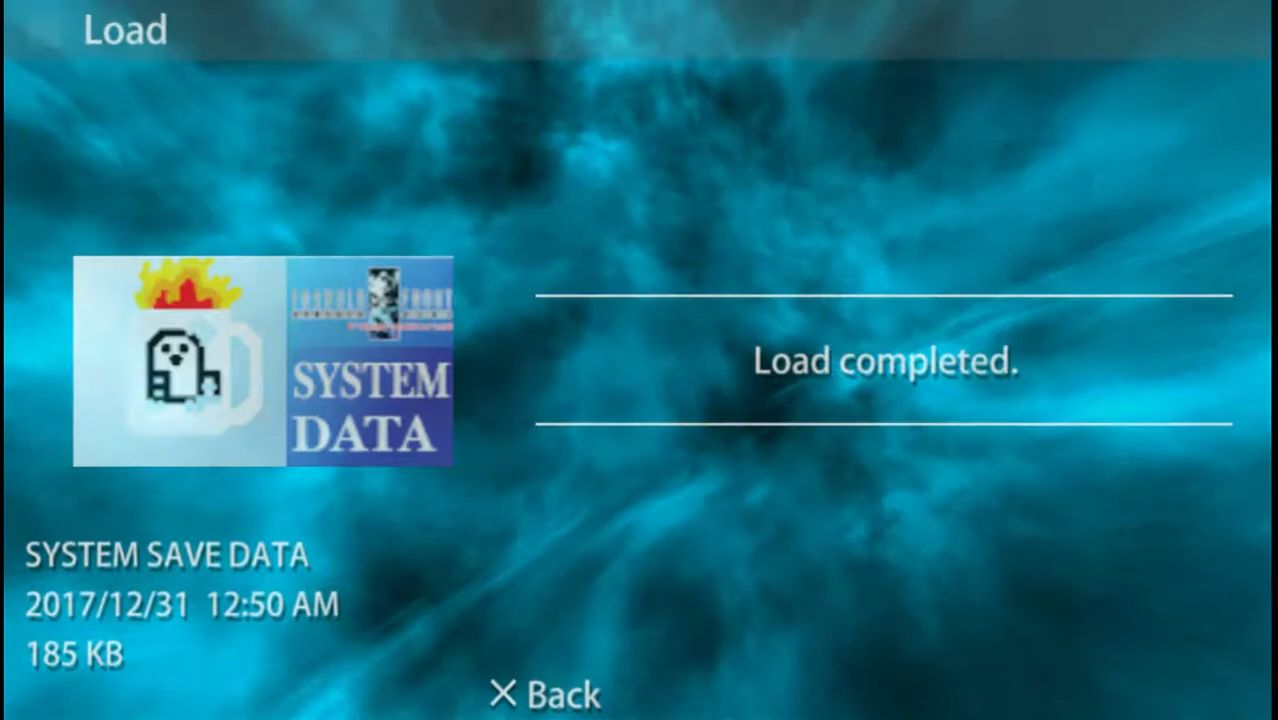 Load
SYSTEM
DATA
Load completed.
SYSTEM SAVE DATA
2017/12/31 12:50 AM
185 KB
X Back